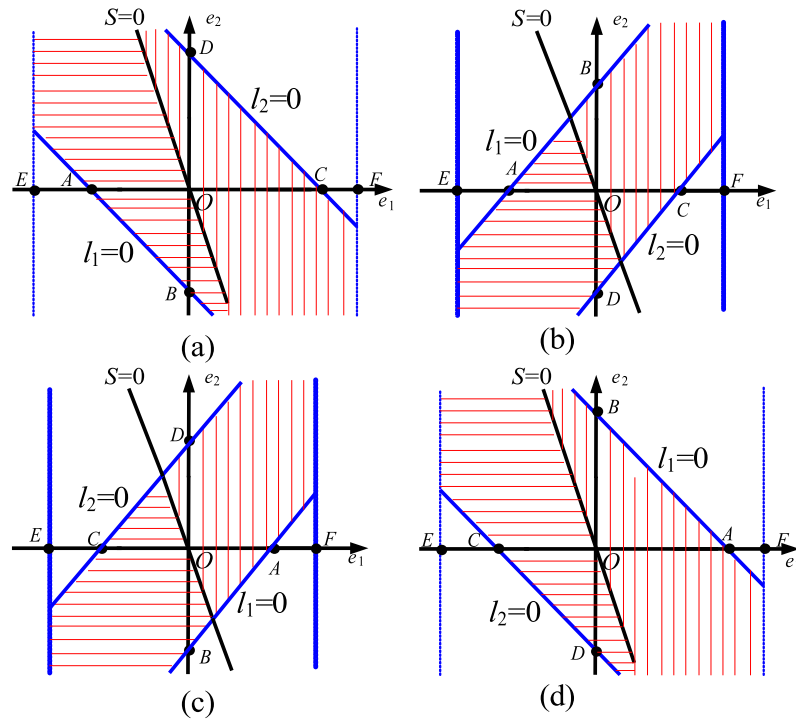 S=0 e₂
D
l₂=0
E A C F
O e₁
l₁=0
B
(a)
S=0 e₂
B
l₁=0
E A C F
O e₁
l₂=0
D
(b)
S=0 e₂
D
l₂=0
E C F
O A e₁
l₁=0
B
(c)
S=0 e₂
B
l₁=0
E C A F
O e
l₂=0
D
(d)